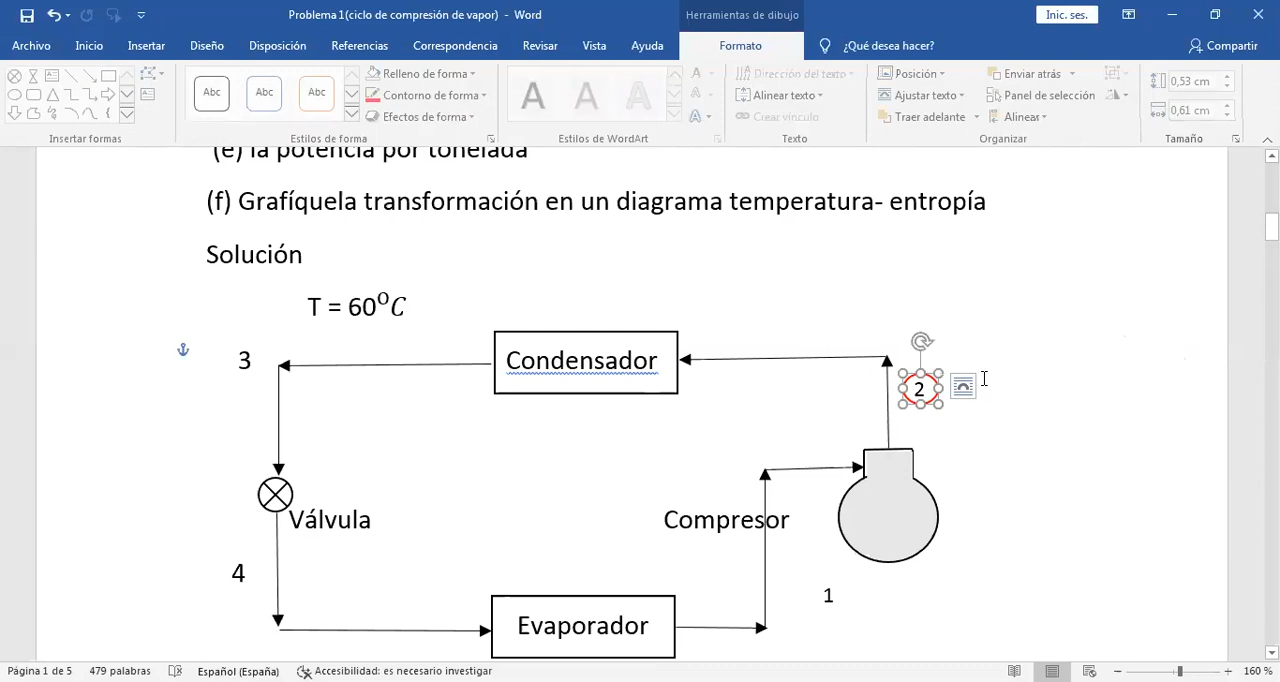 Problema 1(ciclo de compresión de vapor) - Word
Herramientas de dibujo
Inic. ses.
Archivo Inicio Insertar Diseño Disposición Referencias Correspondencia Revisar Vista Ayuda Formato ¿Qué desea hacer? Compartir
Abc Abc Abc
Relleno de forma
Contorno de forma
Efectos de forma
A A A
A
A
A
Dirección del texto
Alinear texto
Crear vínculo
Posición
Ajustar texto
Traer adelante
Enviar atrás
Panel de selección
Alinear
0,53 cm
0,61 cm
Insertar formas Estilos de forma Estilos de WordArt Texto Organizar Tamaño
(e) la potencia por tonelada
(f) Grafíquela transformación en un diagrama temperatura- entropía
Solución
T = 60⁰C
3
Condensador
2
Válvula
Compresor
4
1
Evaporador
Página 1 de 5 479 palabras Español (España) Accesibilidad: es necesario investigar 160 %